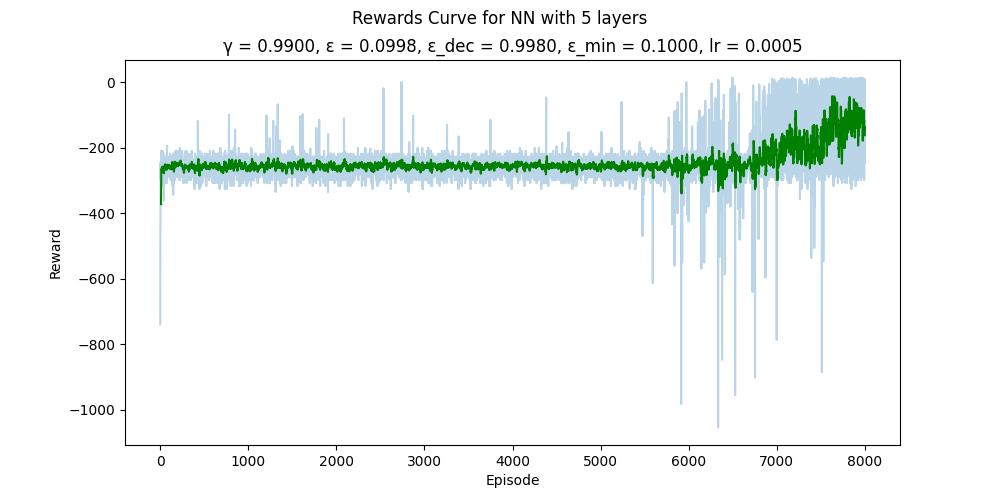 Rewards Curve for NN with 5 layers
γ = 0.9900, ε = 0.0998, ε_dec = 0.9980, ε_min = 0.1000, lr = 0.0005
0
−200
−400
−600
−800
−1000
Reward
0 1000 2000 3000 4000 5000 6000 7000 8000
Episode